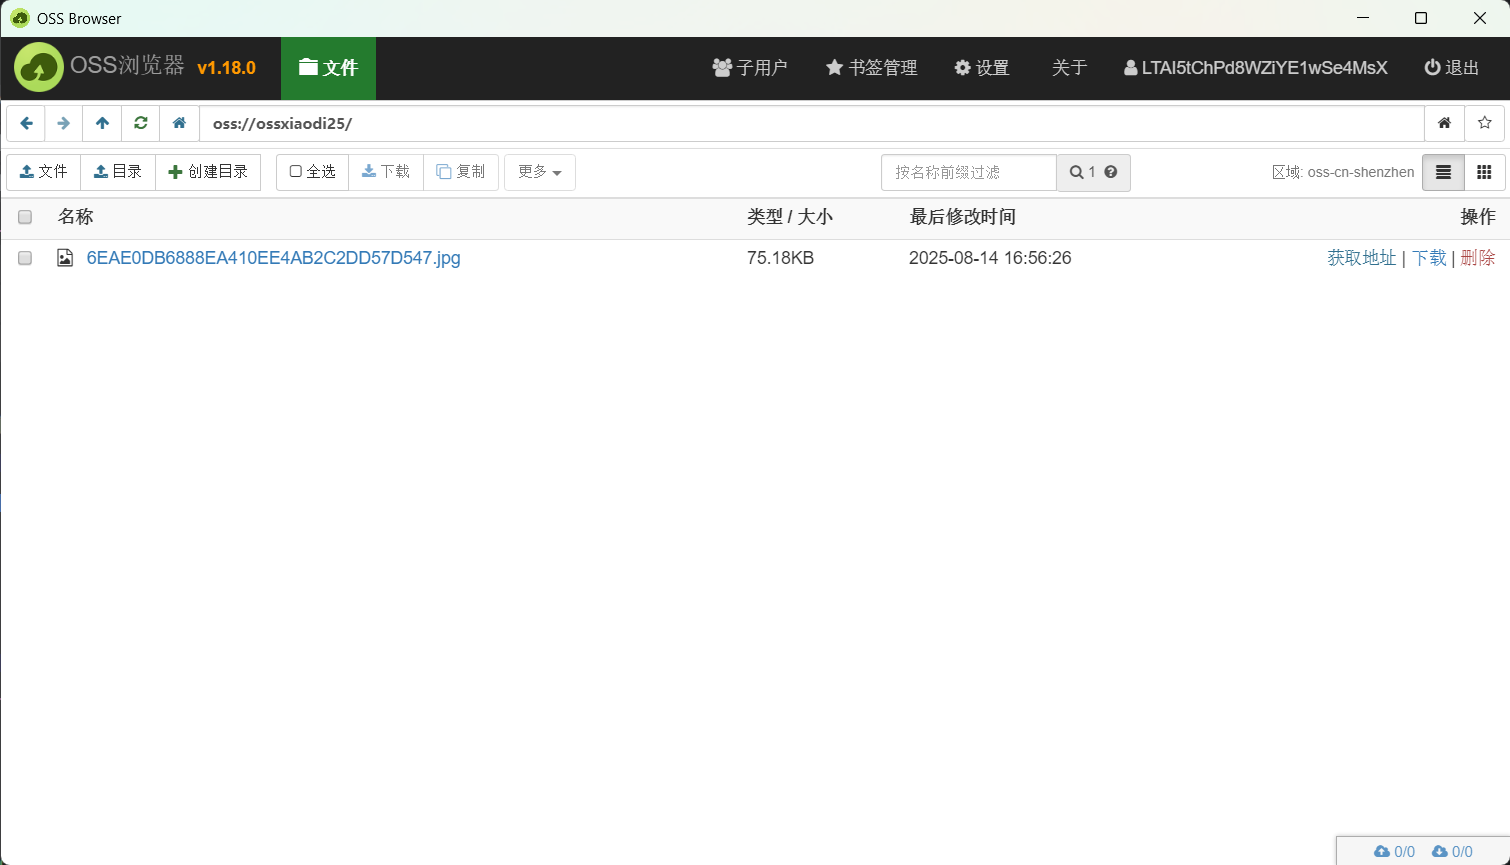 OSS Browser
OSS浏览器 v1.18.0 文件 子用户 书签管理 设置 关于 LTAI5tChPd8WZiYE1wSe4MsX 退出
oss://ossxiaodi25/
文件 目录 创建目录 全选 下载 复制 更多 按名称前缀过滤 1 区域: oss-cn-shenzhen
名称 类型 / 大小 最后修改时间 操作
6EAE0DB6888EA410EE4AB2C2DD57D547.jpg 75.18KB 2025-08-14 16:56:26 获取地址 | 下载 | 删除
0/0 0/0